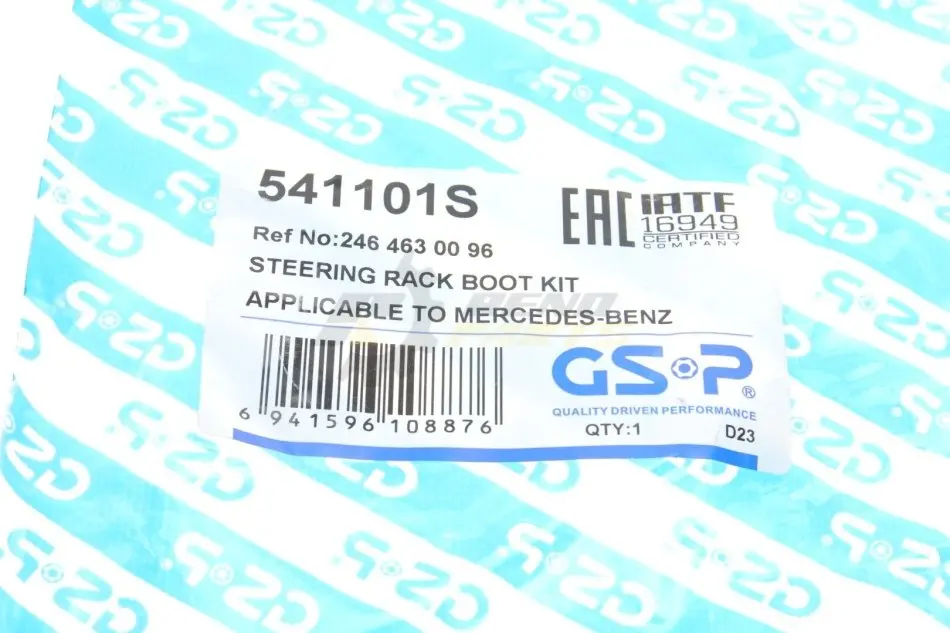 541101S
EAC
IATF
16949
CERTIFIED
COMPANY
Ref No:246 463 00 96
STEERING RACK BOOT KIT
APPLICABLE TO MERCEDES-BENZ
6 941596 108876
GSP®
QUALITY DRIVEN PERFORMANCE
QTY:1
D23